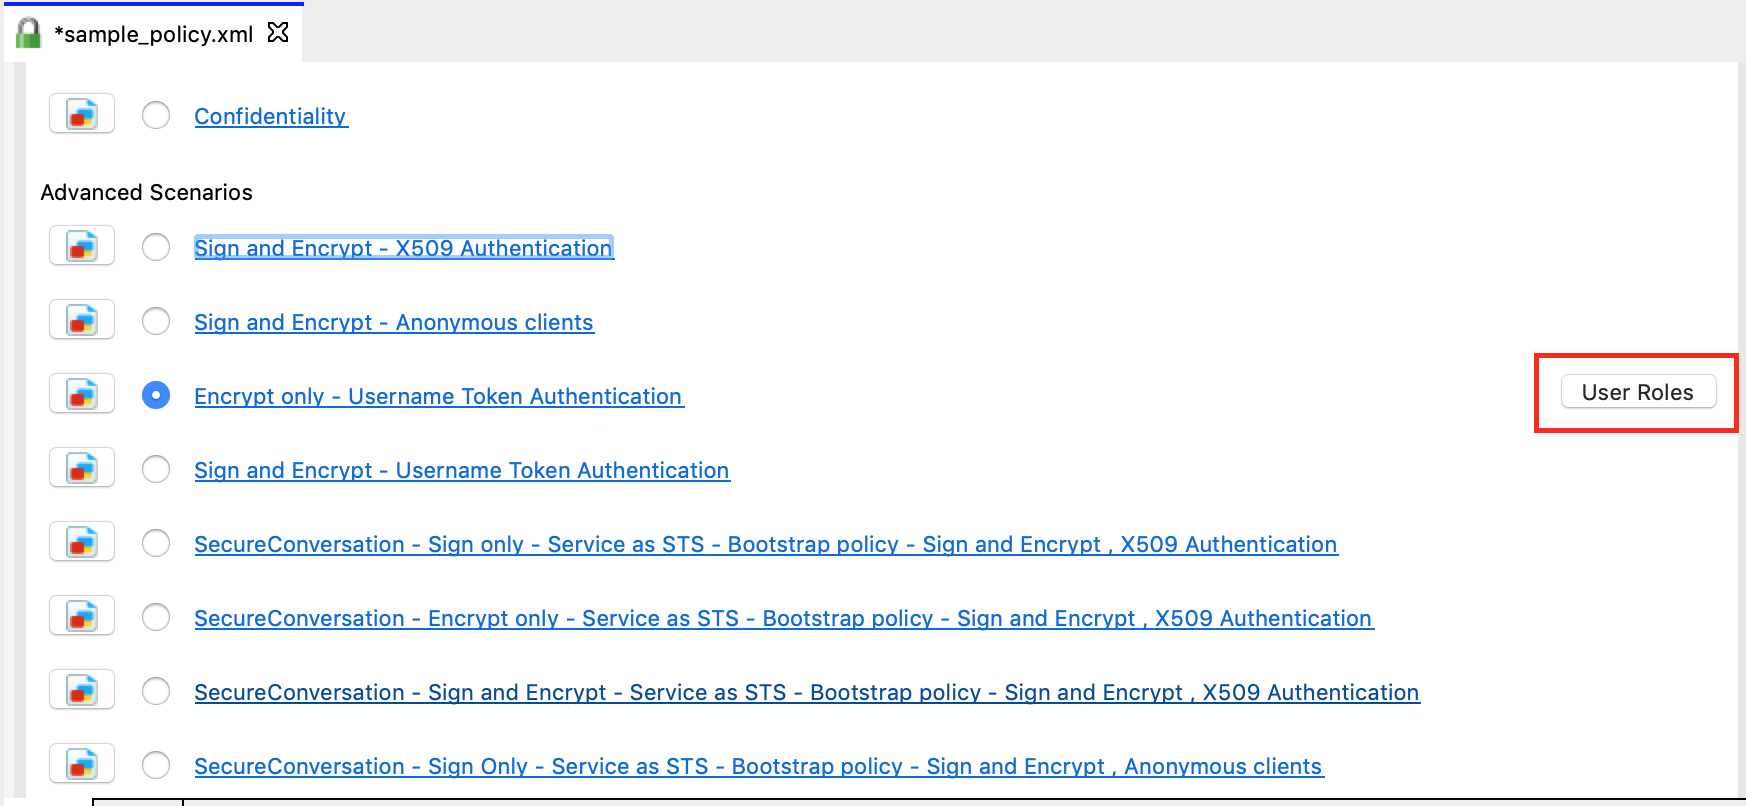 *sample_policy.xml
Confidentiality
Advanced Scenarios
Sign and Encrypt - X509 Authentication
Sign and Encrypt - Anonymous clients
Encrypt only - Username Token Authentication
User Roles
Sign and Encrypt - Username Token Authentication
SecureConversation - Sign only - Service as STS - Bootstrap policy - Sign and Encrypt , X509 Authentication
SecureConversation - Encrypt only - Service as STS - Bootstrap policy - Sign and Encrypt , X509 Authentication
SecureConversation - Sign and Encrypt - Service as STS - Bootstrap policy - Sign and Encrypt , X509 Authentication
SecureConversation - Sign Only - Service as STS - Bootstrap policy - Sign and Encrypt , Anonymous clients